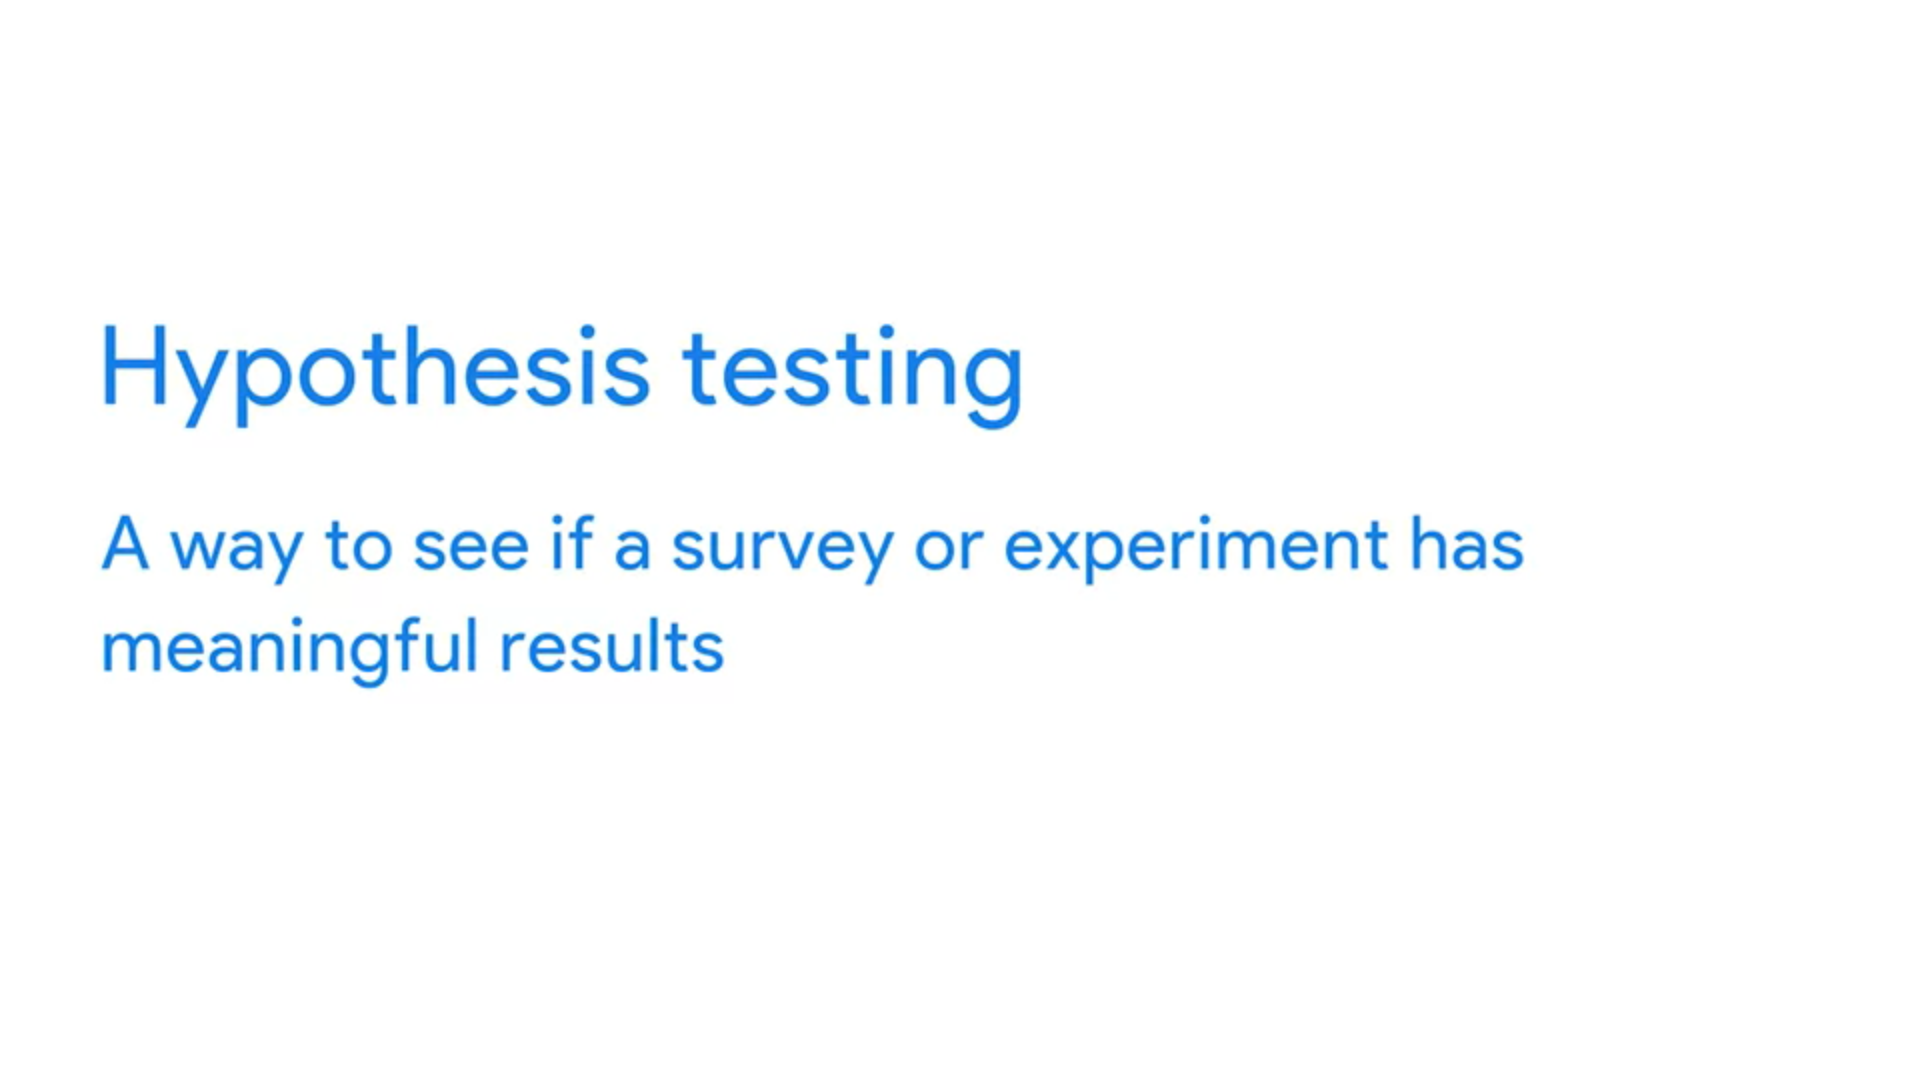 Hypothesis testing
A way to see if a survey or experiment has
meaningful results